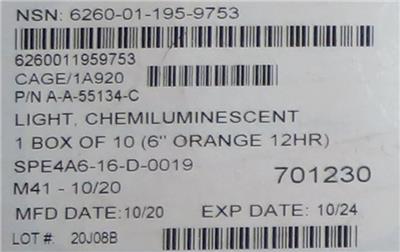 NSN: 6260-01-195-9753
6260011959753
CAGE/1A920
P/N A-A-55134-C
LIGHT, CHEMILUMINESCENT
1 BOX OF 10 (6" ORANGE 12HR)
SPE4A6-16-D-0019
701230
M41 - 10/20
MFD DATE:10/20 EXP DATE: 10/24
LOT #: 20J08B